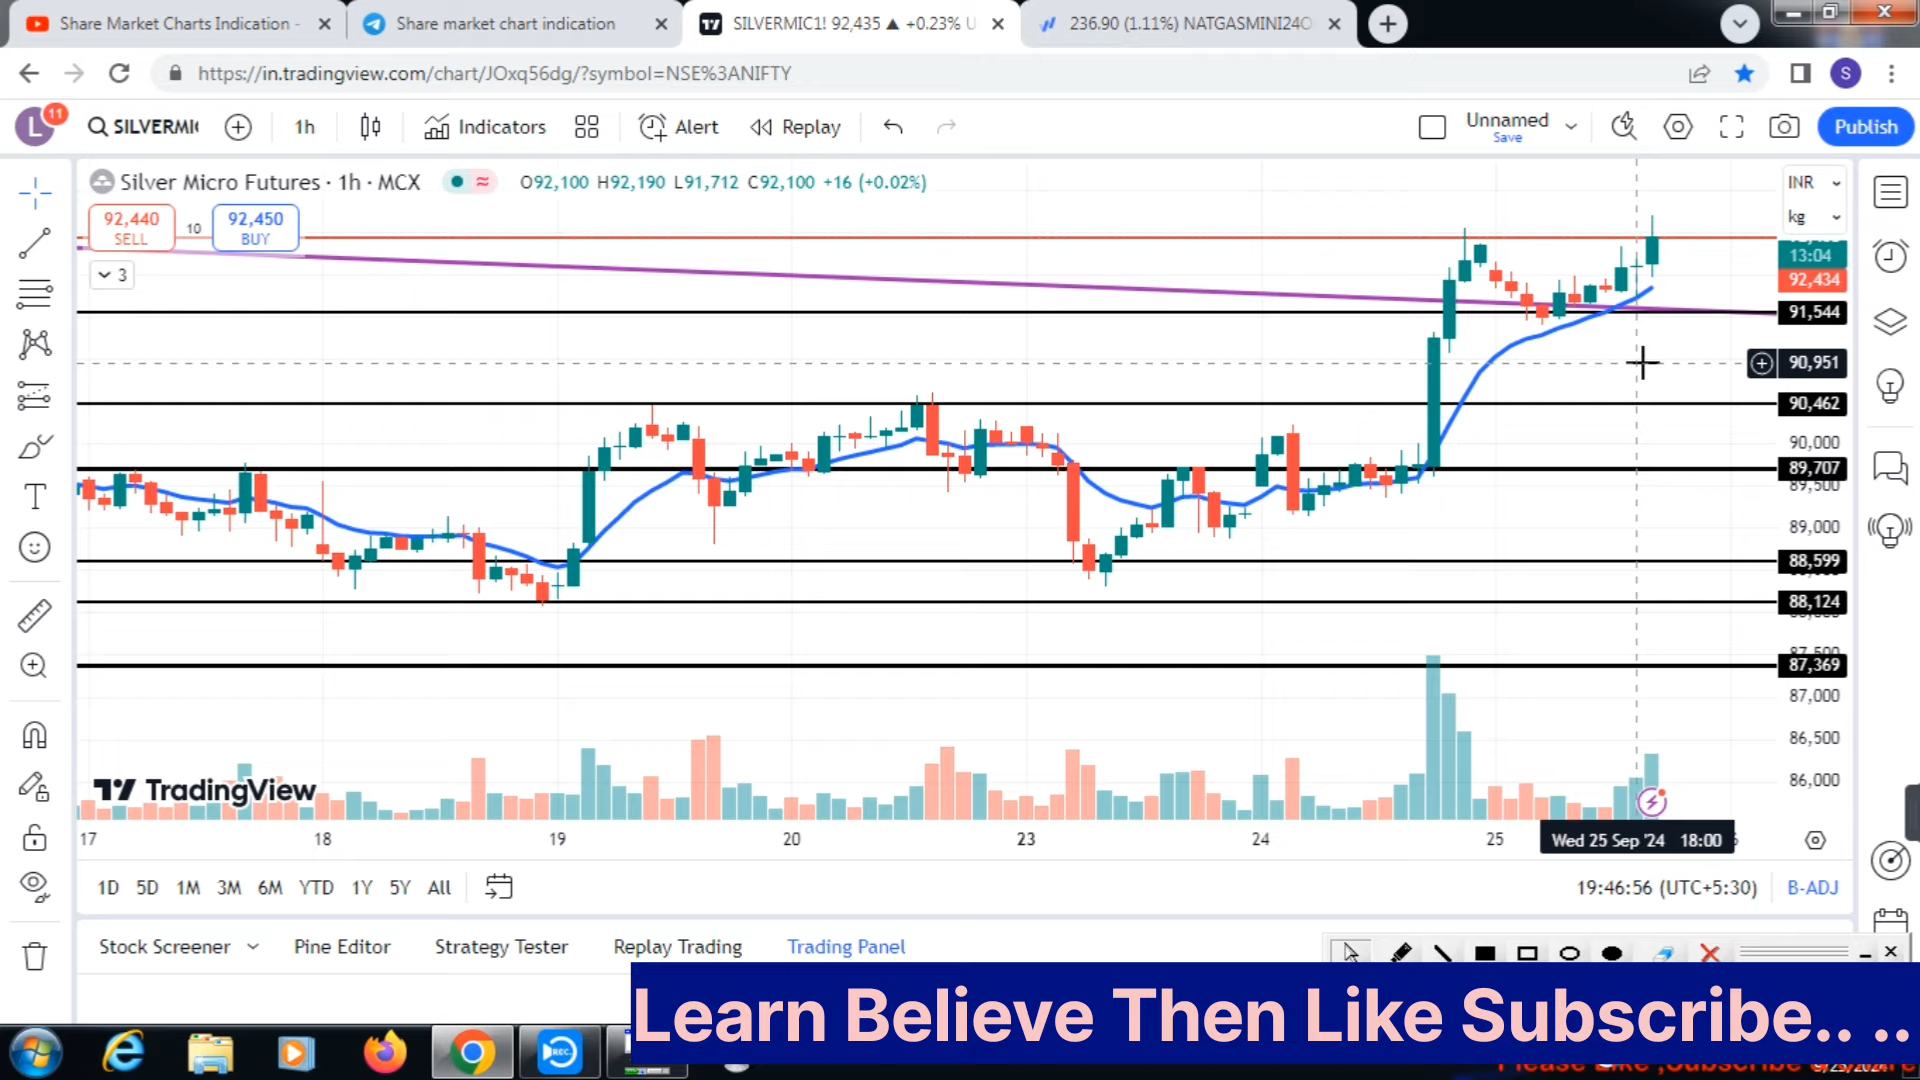 Share Market Charts Indication -
Share market chart indication
SILVERMIC1! 92,435 ▲ +0.23% U
236.90 (1.11%) NATGASMINI24O
https://in.tradingview.com/chart/JOxq56dg/?symbol=NSE%3ANIFTY
S
L
11
SILVERMIC
1h
Indicators
Alert
Replay
Unnamed
Save
Publish
Silver Micro Futures · 1h · MCX
O92,100 H92,190 L91,712 C92,100 +16 (+0.02%)
INR
kg
92,440
SELL
10
92,450
BUY
3
13:04
92,434
91,544
90,951
90,462
90,000
89,707
89,500
89,000
88,599
88,124
87,369
87,000
86,500
86,000
TradingView
17
18
19
20
23
24
25
Wed 25 Sep '24 18:00
1D 5D 1M 3M 6M YTD 1Y 5Y All
19:46:56 (UTC+5:30)
B-ADJ
Stock Screener
Pine Editor
Strategy Tester
Replay Trading
Trading Panel
Learn Believe Then Like Subscribe.. ..
REC